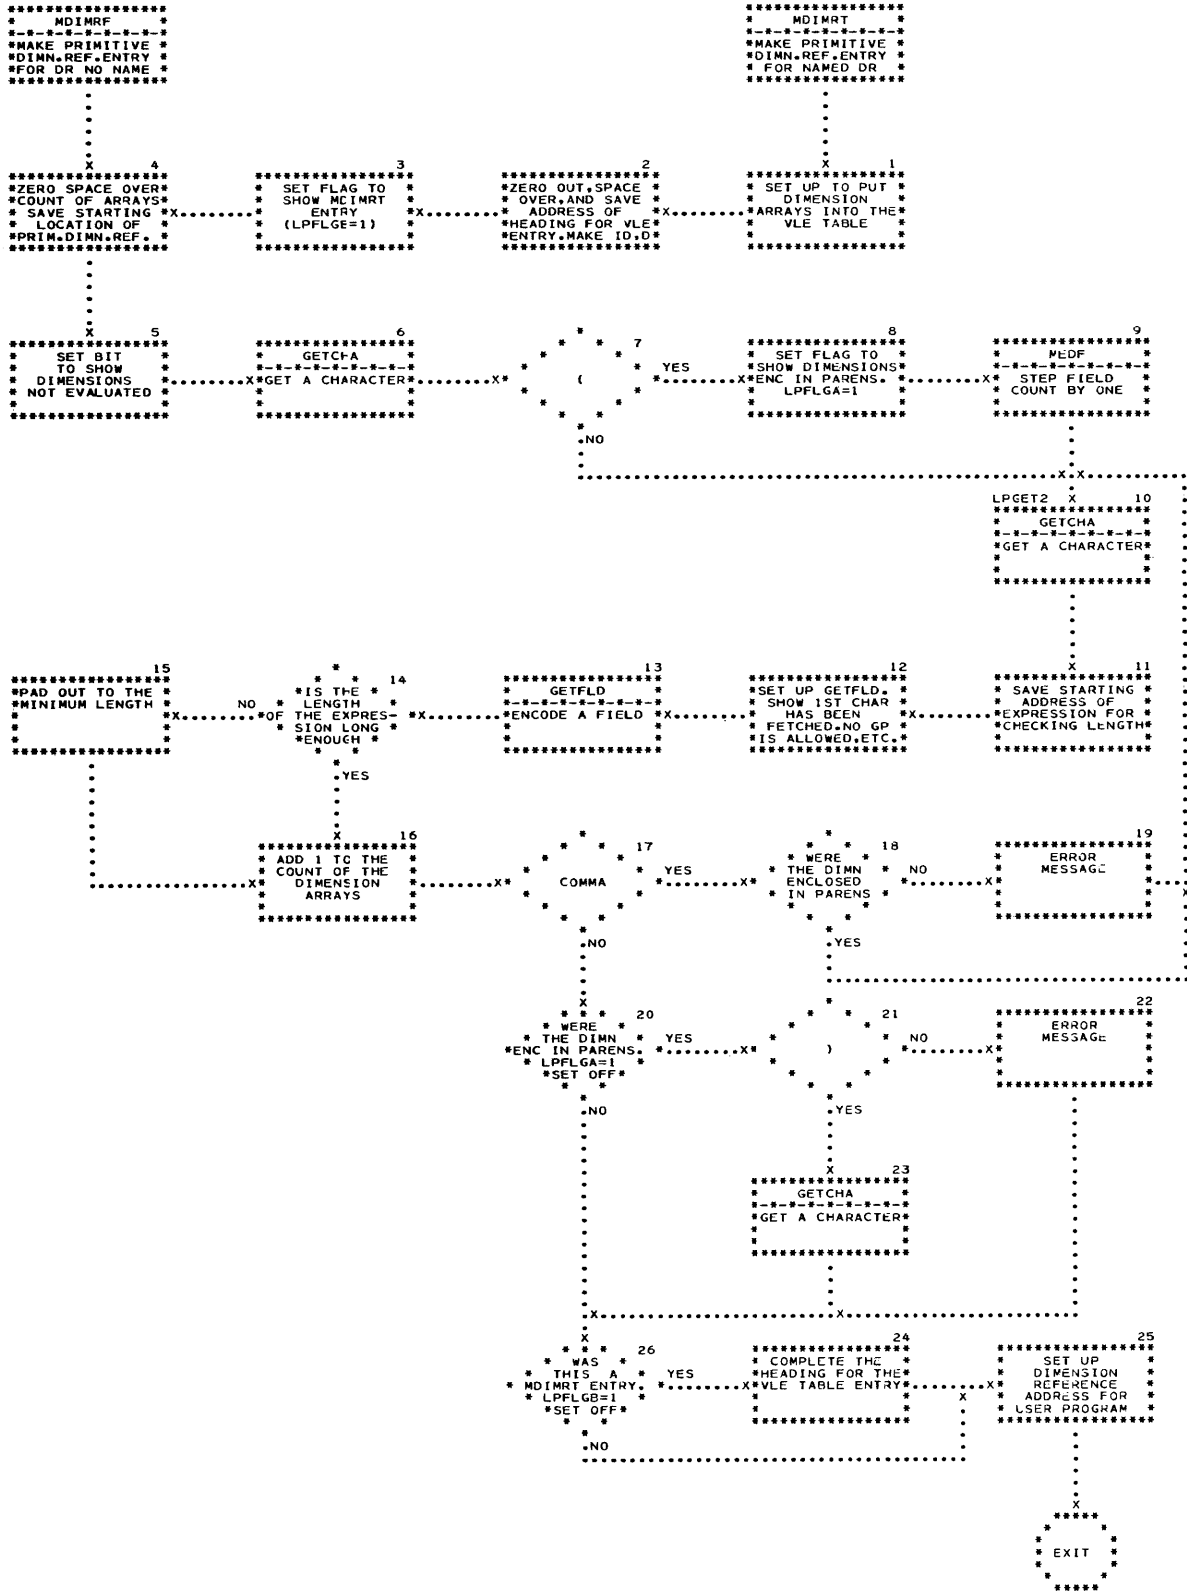 MDIMRF
MAKE PRIMITIVE
DIMN.REF.ENTRY
FOR DR NO NAME
MDIMRT
MAKE PRIMITIVE
DIMN.REF.ENTRY
FOR NAMED DR
4
ZERO SPACE OVER
COUNT OF ARRAYS
SAVE STARTING
LOCATION OF
PRIM.DIMN.REF.
3
SET FLAG TO
SHOW MCIMRT
ENTRY
(LPFLGB=1)
2
ZERO OUT,SPACE
OVER,AND SAVE
ADDRESS OF
HEADING FOR VLE
ENTRY.MAKE ID.D
1
SET UP TO PUT
DIMENSION
ARRAYS INTO THE
VLE TABLE
5
SET BIT
TO SHOW
DIMENSIONS
NOT EVALUATED
6
GETCHA
GET A CHARACTER
7
(
YES
NO
8
SET FLAG TO
SHOW DIMENSIONS
ENC IN PARENS.
LPFLGA=1
9
MEDF
STEP FIELD
COUNT BY ONE
LPGET2
10
GETCHA
GET A CHARACTER
15
PAD OUT TO THE
MINIMUM LENGTH
NO
14
IS THE
LENGTH
OF THE EXPRES-
SION LONG
ENOUGH
YES
13
GETFLD
ENCODE A FIELD
12
SET UP GETFLD.
SHOW 1ST CHAR
HAS BEEN
FETCHED.NO GP
IS ALLOWED,ETC.
11
SAVE STARTING
ADDRESS OF
EXPRESSION FOR
CHECKING LENGTH
16
ADD 1 TO THE
COUNT OF THE
DIMENSION
ARRAYS
17
COMMA
YES
NO
18
WERE
THE DIMN
ENCLOSED
IN PARENS
NO
YES
19
ERROR
MESSAGE
20
WERE
THE DIMN
ENC IN PARENS.
LPFLGA=1
SET OFF
YES
NO
21
)
NO
YES
22
ERROR
MESSAGE
23
GETCHA
GET A CHARACTER
26
WAS
THIS A
MDIMRT ENTRY.
LPFLGB=1
SET OFF
YES
NO
24
COMPLETE THE
HEADING FOR THE
VLE TABLE ENTRY
25
SET UP
DIMENSION
REFERENCE
ADDRESS FOR
USER PROGRAM
EXIT